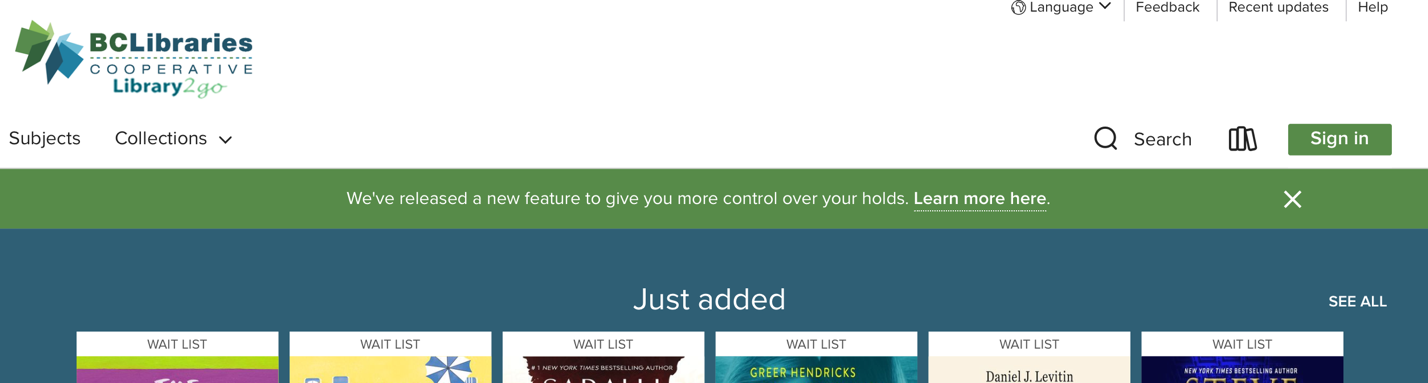 Language
Feedback
Recent updates
Help
BCLibraries
COOPERATIVE
Library2go
Subjects
Collections
Search
Sign in
We've released a new feature to give you more control over your holds. Learn more here.
Just added
SEE ALL
WAIT LIST
WAIT LIST
WAIT LIST
WAIT LIST
WAIT LIST
WAIT LIST
#1 NEW YORK TIMES BESTSELLING AUTHOR
GREER HENDRICKS
Daniel J. Levitin
NEW YORK TIMES BESTSELLING AUTHOR